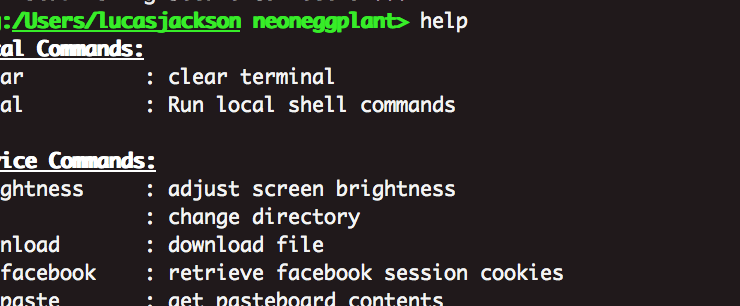 :/Users/lucasjackson neoneggplant> help
al Commands:
ar : clear terminal
al : Run local shell commands
ice Commands:
ghtness : adjust screen brightness
: change directory
nload : download file
facebook : retrieve facebook session cookies
paste : get pasteboard contents